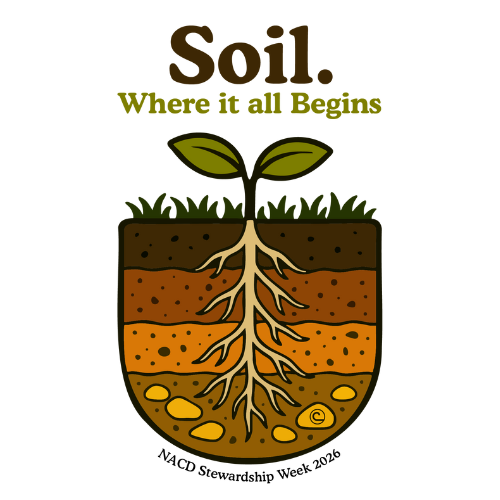 Soil.
Where it all Begins
NACD Stewardship Week 2026